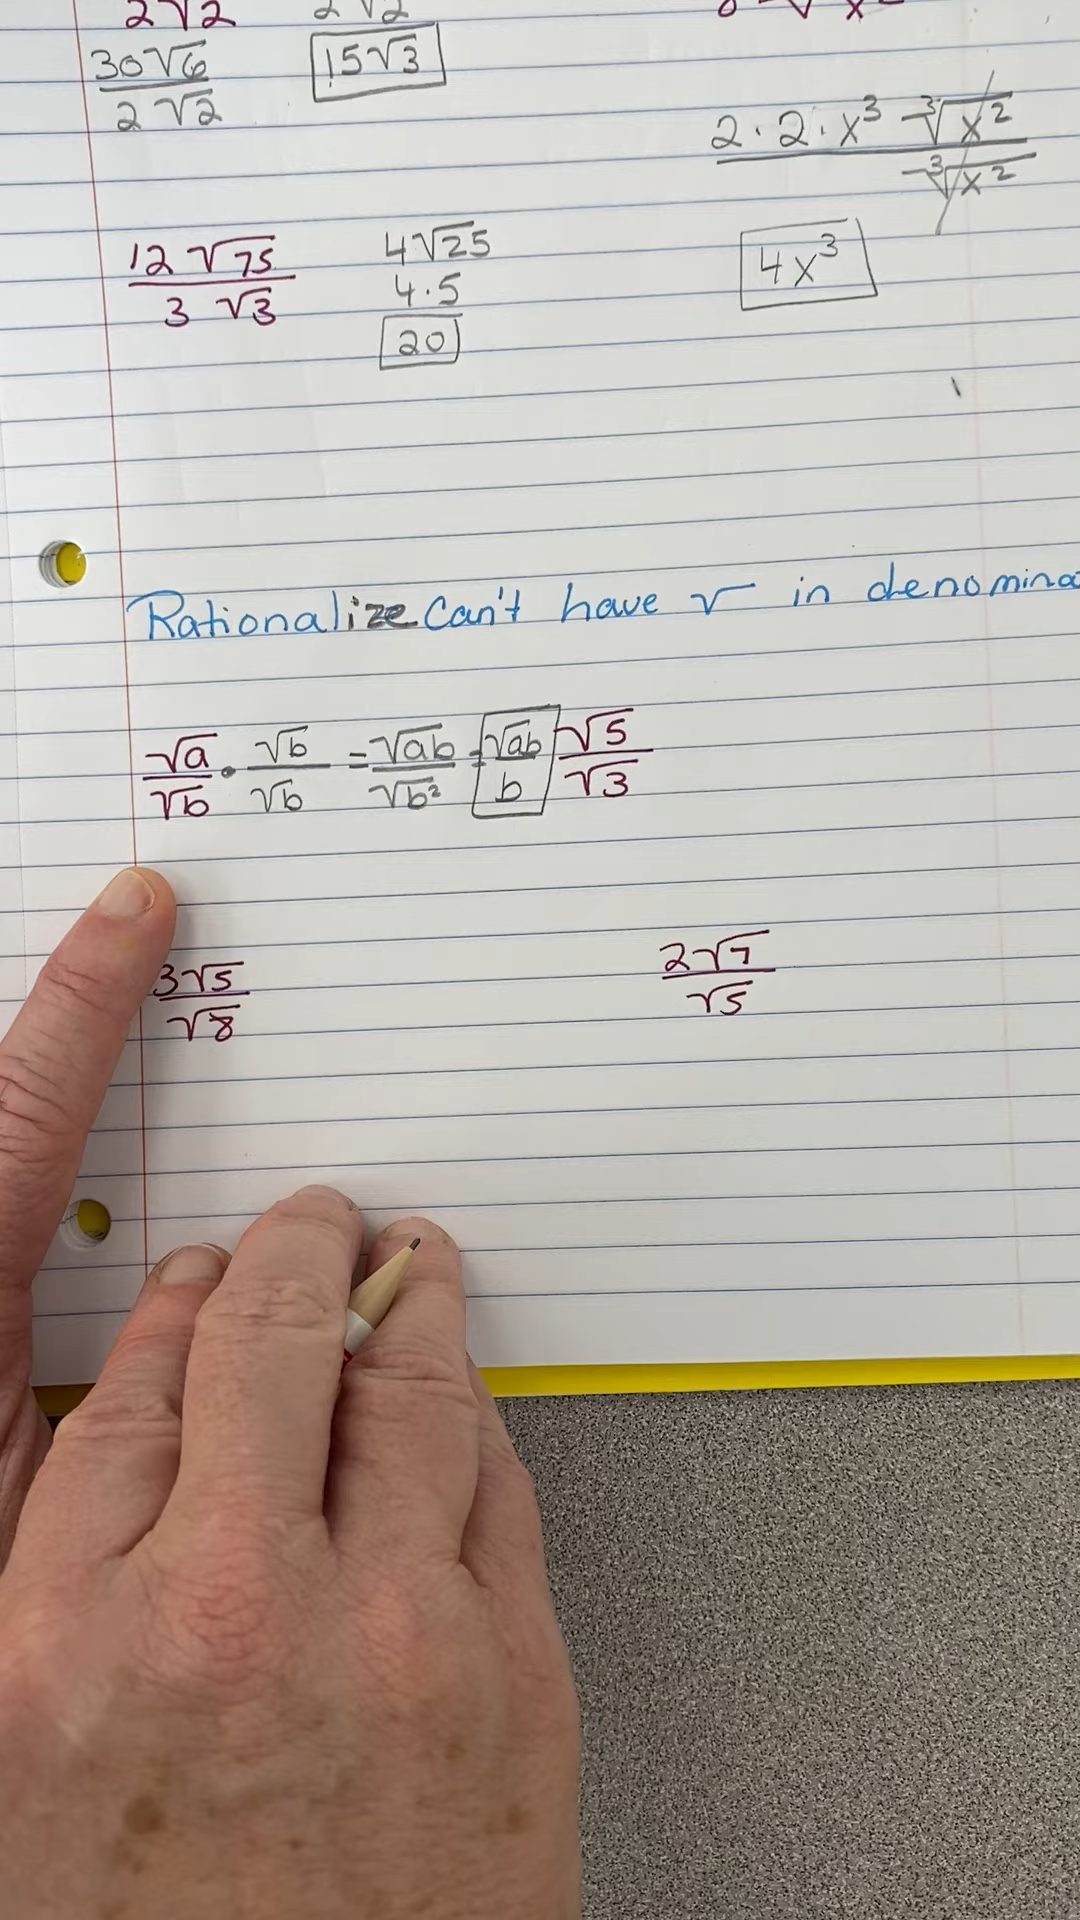 2√2 2√2
30√6 / 2√2 15√3
2 · 2 · x³ ∛x² / ∛x²
12√75 / 3√3 4√25
4·5
20
4x³
Rationalize Can't have √ in denomina
√a / √b · √b / √b = √ab / √b² = √ab / b √5 / √3
3√5 / √8 2√7 / √5